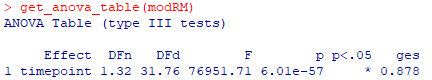 > get_anova_table(modRM)
ANOVA Table (type III tests)
Effect DFn DFd F p p<.05 ges
1 timepoint 1.32 31.76 76951.71 6.01e-57 * 0.878